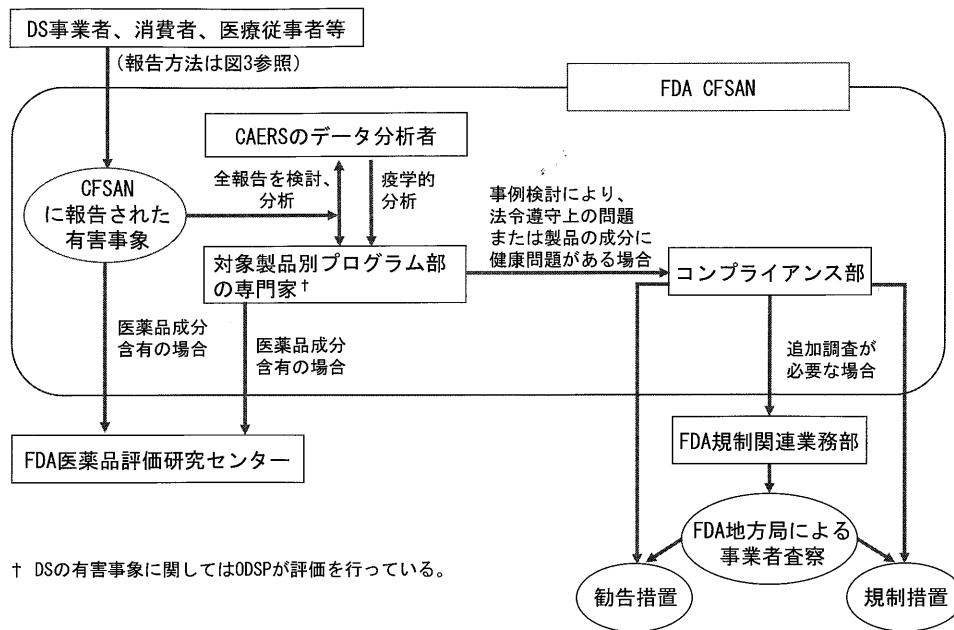 DS事業者、消費者、医療従事者等
(報告方法は図3参照)
FDA CFSAN
CAERSのデータ分析者
CFSAN
に報告された
有害事象
全報告を検討、
分析
疫学的
分析
事例検討により、
法令遵守上の問題
または製品の成分に
健康問題がある場合
対象製品別プログラム部
の専門家†
コンプライアンス部
医薬品成分
含有の場合
医薬品成分
含有の場合
追加調査が
必要な場合
FDA医薬品評価研究センター
FDA規制関連業務部
FDA地方局による
事業者査察
† DSの有害事象に関してはODSPが評価を行っている。
勧告措置
規制措置